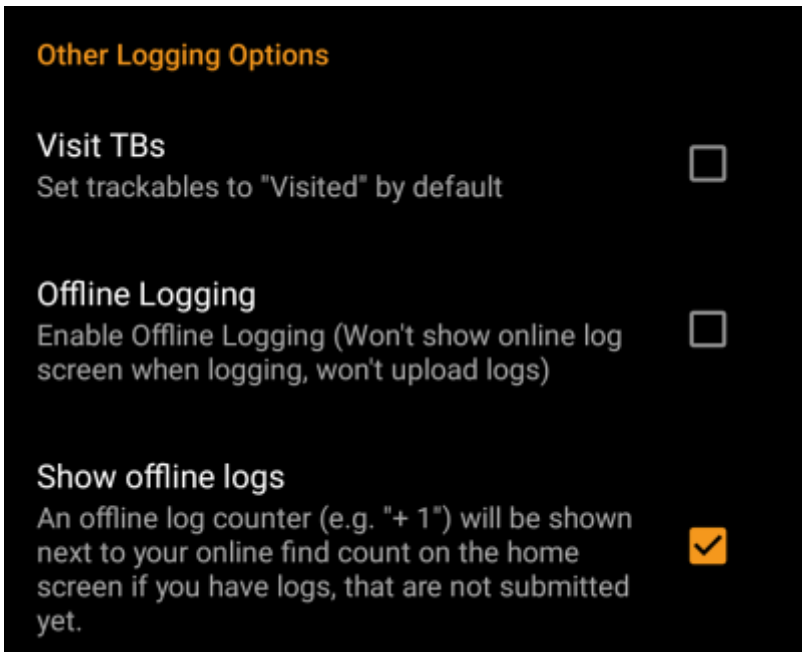 Other Logging Options
Visit TBs
Set trackables to "Visited" by default
Offline Logging
Enable Offline Logging (Won't show online log
screen when logging, won't upload logs)
Show offline logs
An offline log counter (e.g. "+ 1") will be shown
next to your online find count on the home
screen if you have logs, that are not submitted
yet.